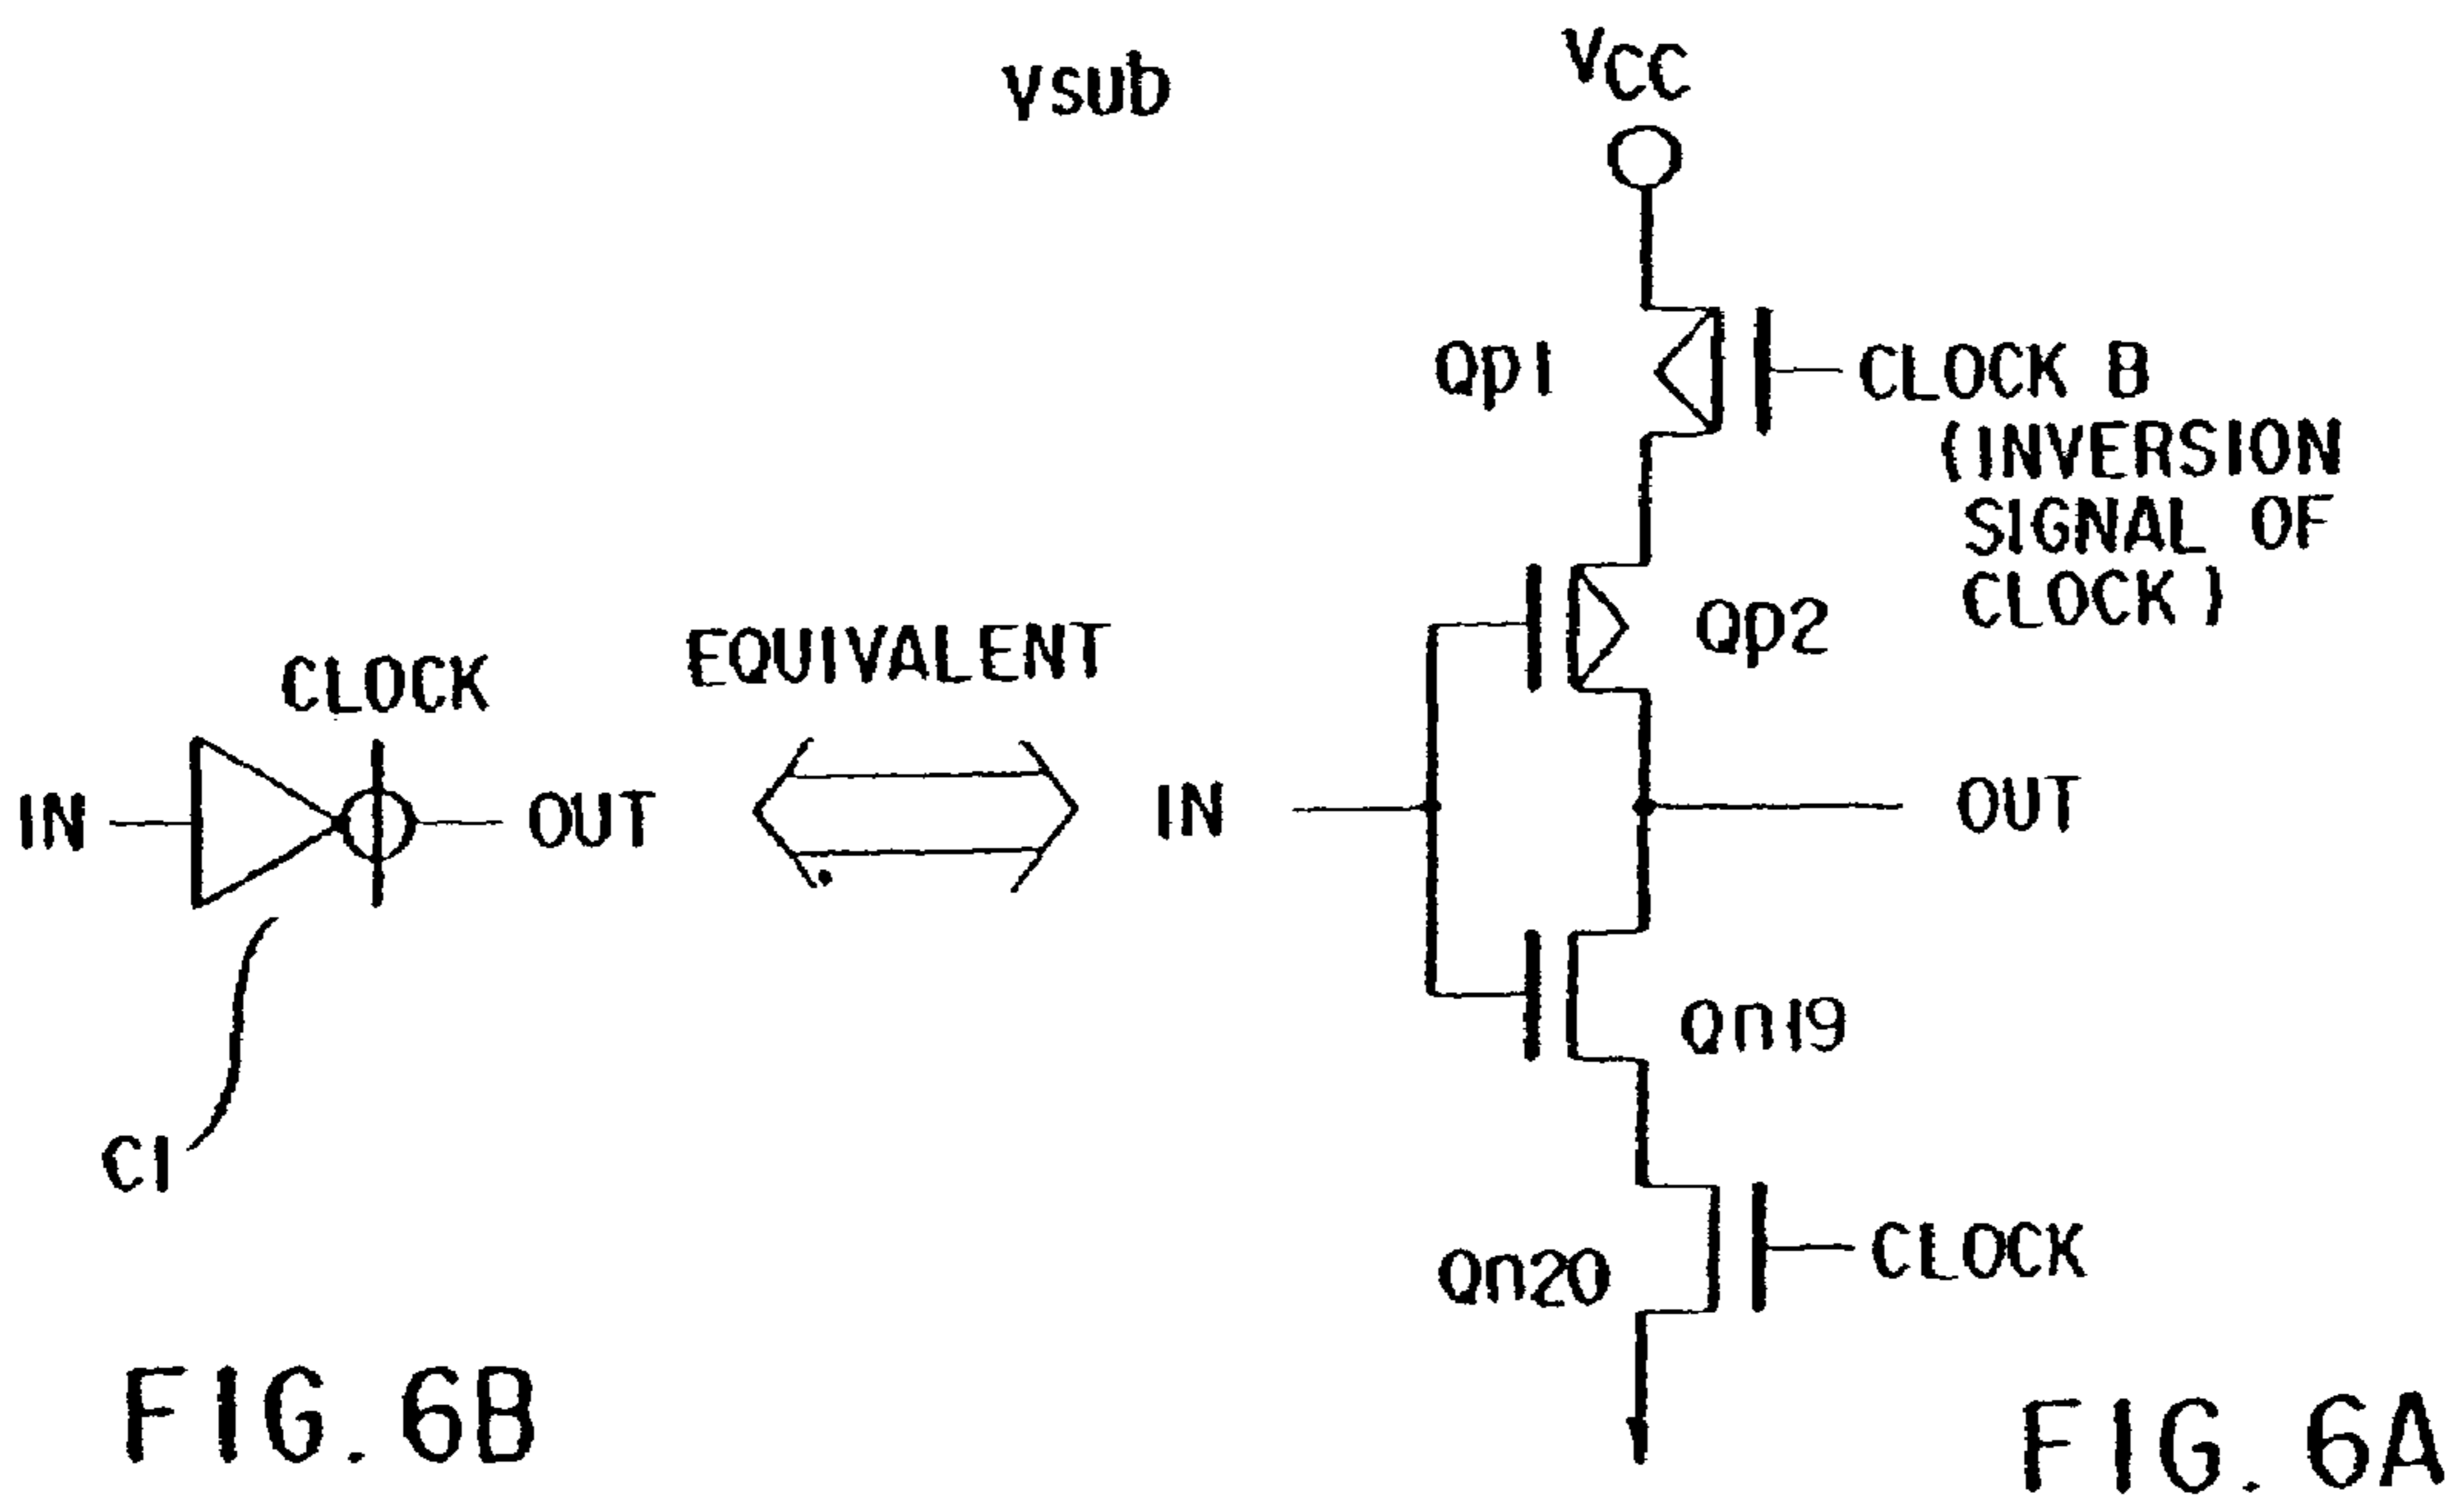 Vsub
VCC
Qp1
CLOCK B
(INVERSION
SIGNAL OF
CLOCK)
Qp2
EQUIVALENT
CLOCK
IN
OUT
IN
OUT
Qn19
C1
Qn20
CLOCK
FIG. 6B
FIG. 6A